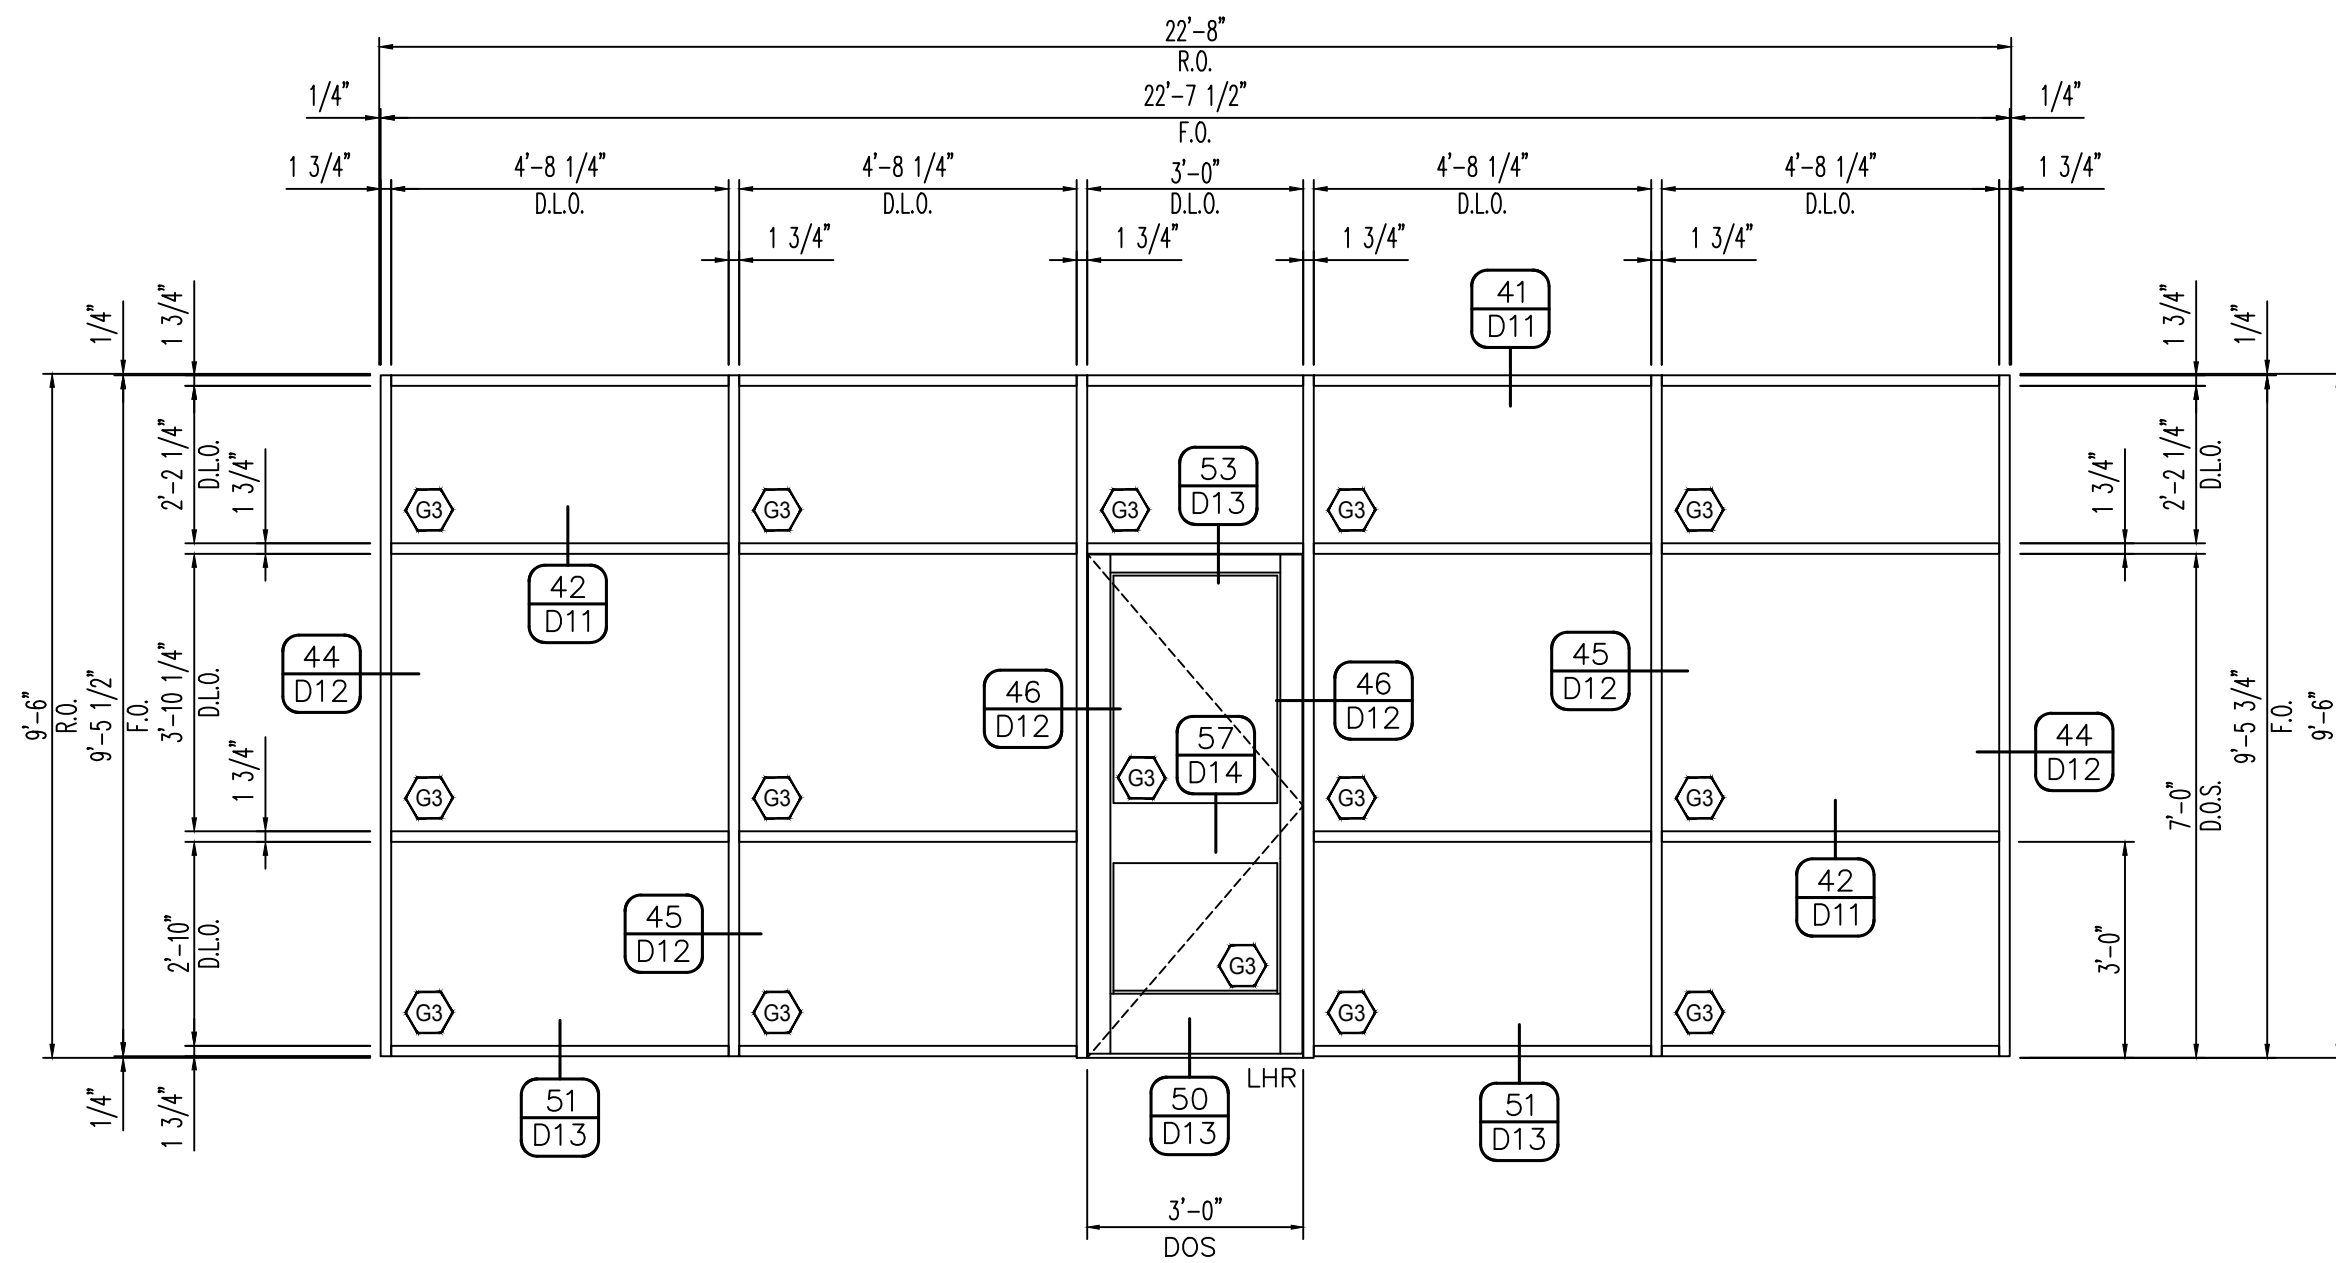 22'-8"
R.O.
1/4"
22'-7 1/2"
1/4"
F.O.
1 3/4"
4'-8 1/4"
4'-8 1/4"
3'-0"
4'-8 1/4"
4'-8 1/4"
1 3/4"
D.L.O.
D.L.O.
D.L.O.
D.L.O.
D.L.O.
1 3/4"
1 3/4"
1 3/4"
1 3/4"
41
D11
1/4"
1 3/4"
1 3/4"
1/4"
2'-2 1/4"
D.L.O.
1 3/4"
1 3/4"
2'-2 1/4"
D.L.O.
53
D13
G3
G3
G3
G3
G3
42
D11
44
D12
46
D12
46
D12
45
D12
44
D12
9'-6"
R.O.
9'-5 1/2"
F.O.
3'-10 1/4"
D.L.O.
1 3/4"
57
D14
G3
G3
G3
G3
G3
7'-0"
D.O.S.
9'-5 3/4"
F.O.
9'-6"
42
D11
45
D12
2'-10"
D.L.O.
3'-0"
G3
G3
G3
G3
G3
1/4"
1 3/4"
LHR
51
D13
50
D13
51
D13
3'-0"
DOS